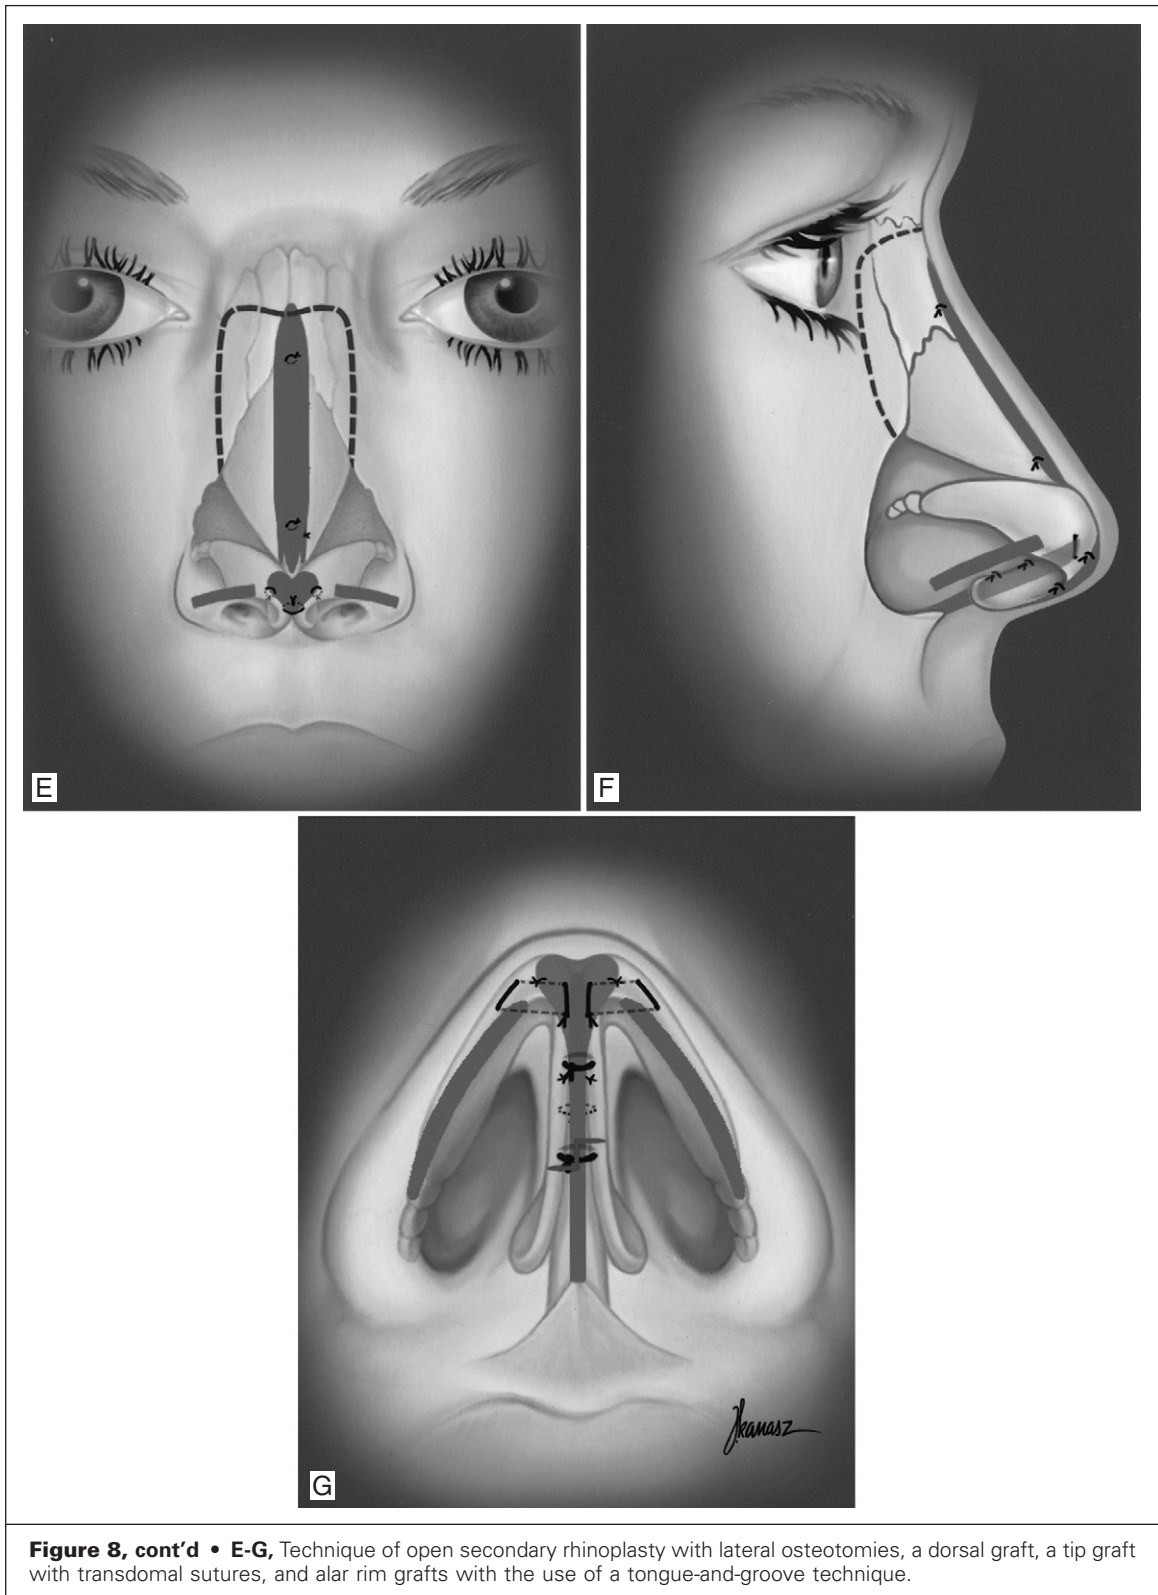 E
F
G
Figure 8, cont'd • E-G, Technique of open secondary rhinoplasty with lateral osteotomies, a dorsal graft, a tip graft
with transdomal sutures, and alar rim grafts with the use of a tongue-and-groove technique.